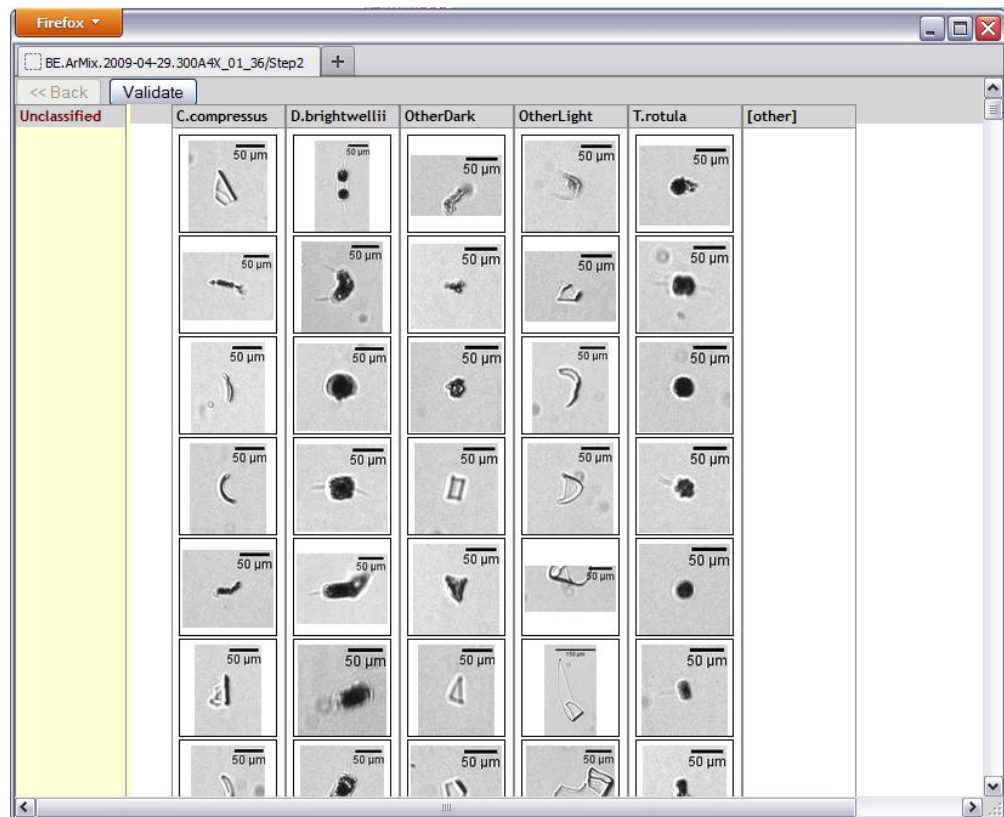 Firefox
BE.ArMix.2009-04-29.300A4X_01_36/Step2
<< Back Validate
Unclassified C.compressus D.brightwellii OtherDark OtherLight T.rotula [other]
50 µm 50 µm 50 µm 50 µm 50 µm
50 µm 50 µm 50 µm 50 µm 50 µm
50 µm 50 µm 50 µm 50 µm 50 µm
50 µm 50 µm 50 µm 50 µm 50 µm
50 µm 50 µm 50 µm 50 µm 50 µm
50 µm 50 µm 50 µm 150 µm 50 µm
50 µm 50 µm 50 µm 50 µm 50 µm